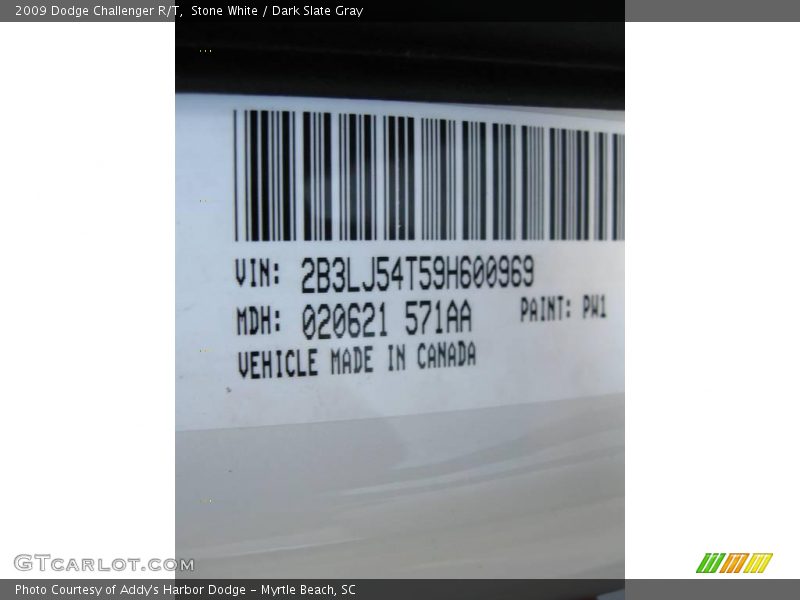 2009 Dodge Challenger R/T, Stone White / Dark Slate Gray
VIN: 2B3LJ54T59H600969
MDH: 020621 571AA PAINT: PW1
VEHICLE MADE IN CANADA
GTCARLOT.COM
Photo Courtesy of Addy's Harbor Dodge - Myrtle Beach, SC